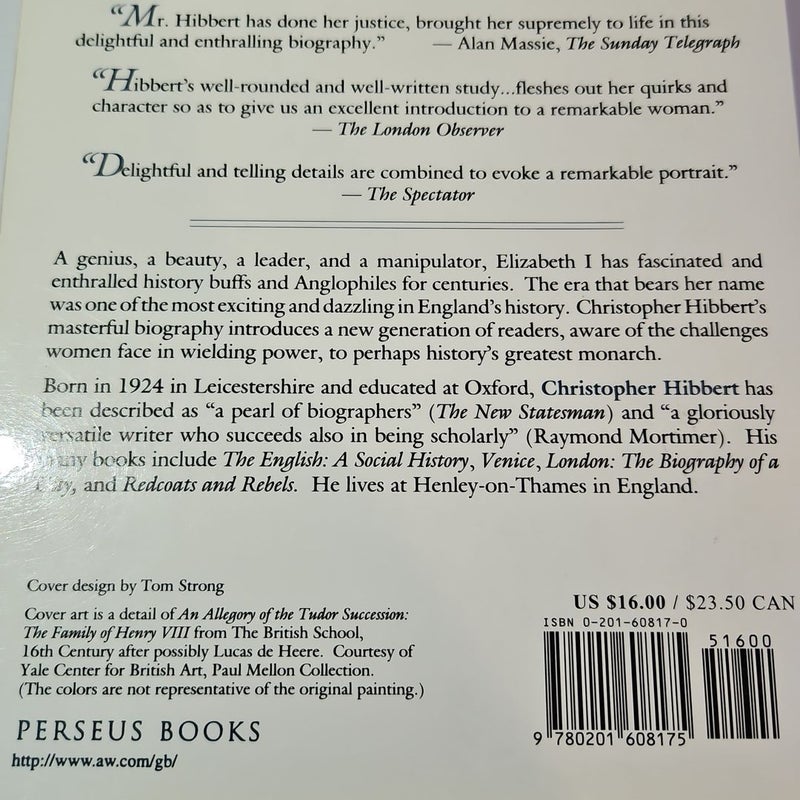 “Mr. Hibbert has done her justice, brought her supremely to life in this
delightful and enthralling biography.” — Alan Massie, The Sunday Telegraph
“Hibbert's well-rounded and well-written study...fleshes out her quirks and
character so as to give us an excellent introduction to a remarkable woman.”
— The London Observer
“Delightful and telling details are combined to evoke a remarkable portrait.”
— The Spectator
A genius, a beauty, a leader, and a manipulator, Elizabeth I has fascinated and
enthralled history buffs and Anglophiles for centuries. The era that bears her name
was one of the most exciting and dazzling in England's history. Christopher Hibbert's
masterful biography introduces a new generation of readers, aware of the challenges
women face in wielding power, to perhaps history's greatest monarch.
Born in 1924 in Leicestershire and educated at Oxford, Christopher Hibbert has
been described as “a pearl of biographers” (The New Statesman) and “a gloriously
versatile writer who succeeds also in being scholarly” (Raymond Mortimer). His
many books include The English: A Social History, Venice, London: The Biography of a
City, and Redcoats and Rebels. He lives at Henley-on-Thames in England.
Cover design by Tom Strong
Cover art is a detail of An Allegory of the Tudor Succession:
The Family of Henry VIII from The British School,
16th Century after possibly Lucas de Heere. Courtesy of
Yale Center for British Art, Paul Mellon Collection.
(The colors are not representative of the original painting.)
PERSEUS BOOKS
http://www.aw.com/gb/
US $16.00 / $23.50 CAN
ISBN 0-201-60817-0
51600
9 780201 608175